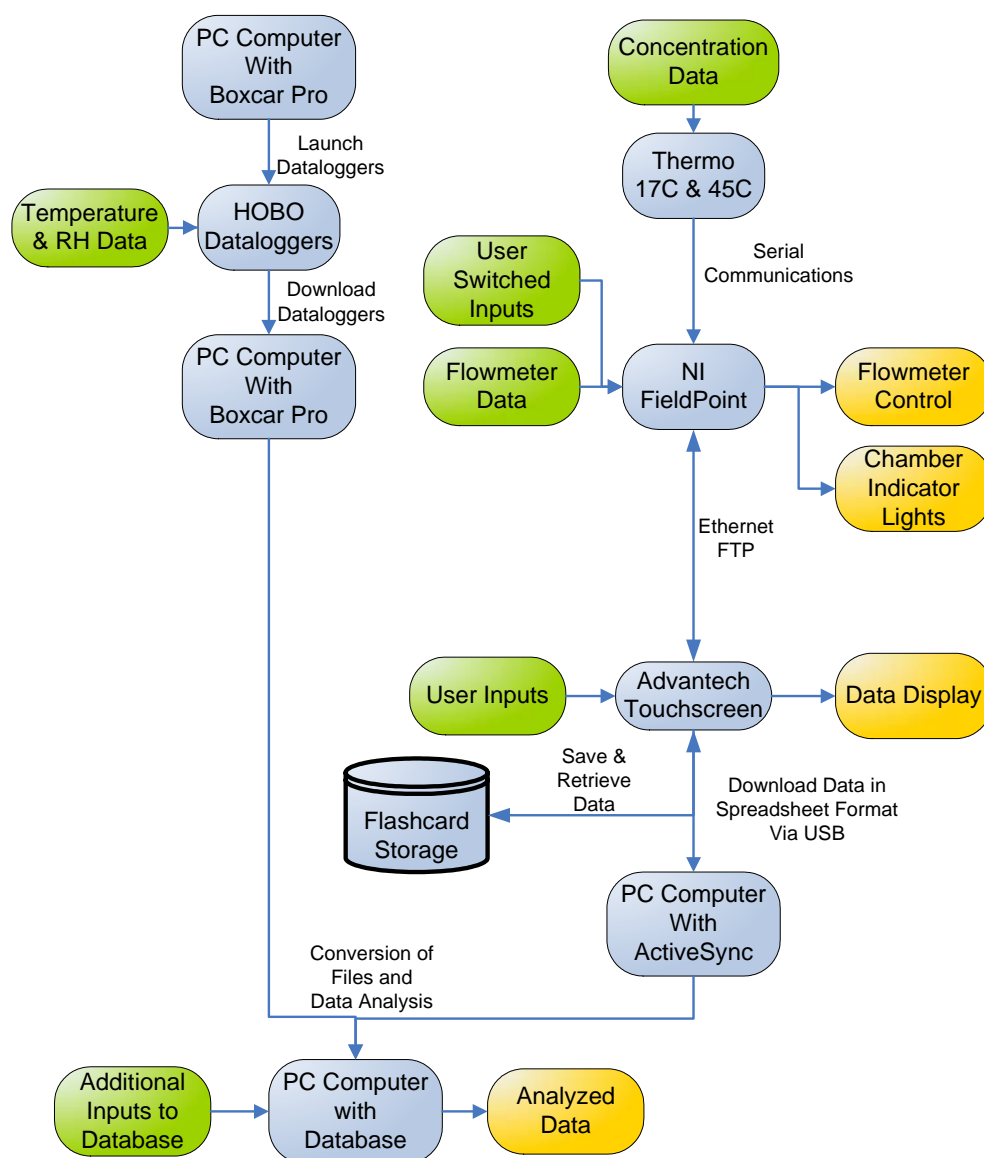 PC Computer
With
Boxcar Pro
Concentration
Data
Launch
Dataloggers
Thermo
17C & 45C
Temperature
& RH Data
HOBO
Dataloggers
User
Switched
Inputs
Serial
Communications
Download
Dataloggers
PC Computer
With
Boxcar Pro
Flowmeter
Data
NI
FieldPoint
Flowmeter
Control
Chamber
Indicator
Lights
Ethernet
FTP
User Inputs
Advantech
Touchscreen
Data Display
Save &
Retrieve
Data
Download Data in
Spreadsheet Format
Via USB
Flashcard
Storage
PC Computer
With
ActiveSync
Conversion of
Files and
Data Analysis
Additional
Inputs to
Database
PC Computer
with
Database
Analyzed
Data